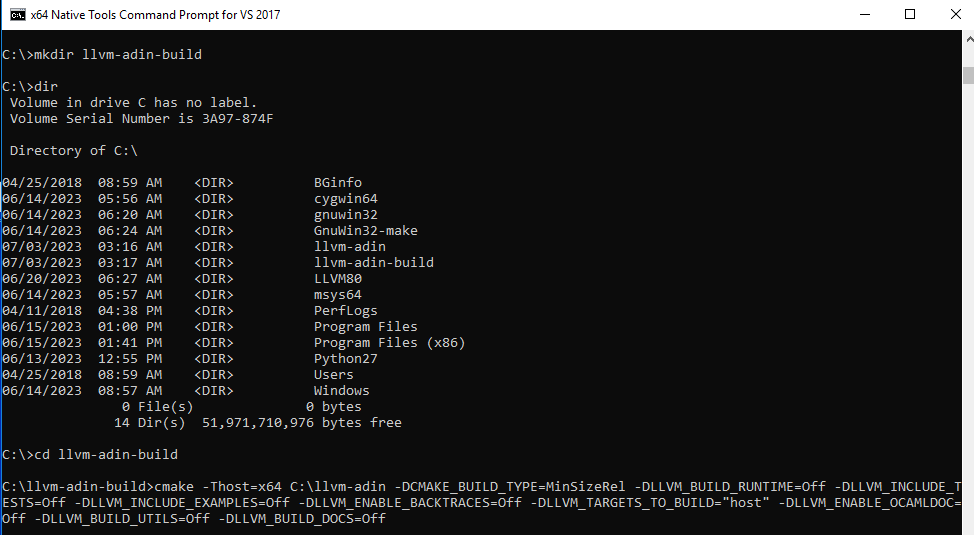 x64 Native Tools Command Prompt for VS 2017
C:\>mkdir llvm-adin-build
C:\>dir
 Volume in drive C has no label.
 Volume Serial Number is 3A97-874F
 Directory of C:\
04/25/2018  08:59 AM    <DIR>          BGinfo
06/14/2023  05:56 AM    <DIR>          cygwin64
06/14/2023  06:20 AM    <DIR>          gnuwin32
06/14/2023  06:24 AM    <DIR>          GnuWin32-make
07/03/2023  03:16 AM    <DIR>          llvm-adin
07/03/2023  03:17 AM    <DIR>          llvm-adin-build
06/20/2023  06:27 AM    <DIR>          LLVM80
06/14/2023  05:57 AM    <DIR>          msys64
04/11/2018  04:38 PM    <DIR>          PerfLogs
06/15/2023  01:00 PM    <DIR>          Program Files
06/15/2023  01:41 PM    <DIR>          Program Files (x86)
06/13/2023  12:55 PM    <DIR>          Python27
04/25/2018  08:59 AM    <DIR>          Users
06/14/2023  08:57 AM    <DIR>          Windows
               0 File(s)              0 bytes
              14 Dir(s)  51,971,710,976 bytes free
C:\>cd llvm-adin-build
C:\llvm-adin-build>cmake -Thost=x64 C:\llvm-adin -DCMAKE_BUILD_TYPE=MinSizeRel -DLLVM_BUILD_RUNTIME=Off -DLLVM_INCLUDE_T
ESTS=Off -DLLVM_INCLUDE_EXAMPLES=Off -DLLVM_ENABLE_BACKTRACES=Off -DLLVM_TARGETS_TO_BUILD="host" -DLLVM_ENABLE_OCAMLDOC=
Off -DLLVM_BUILD_UTILS=Off -DLLVM_BUILD_DOCS=Off